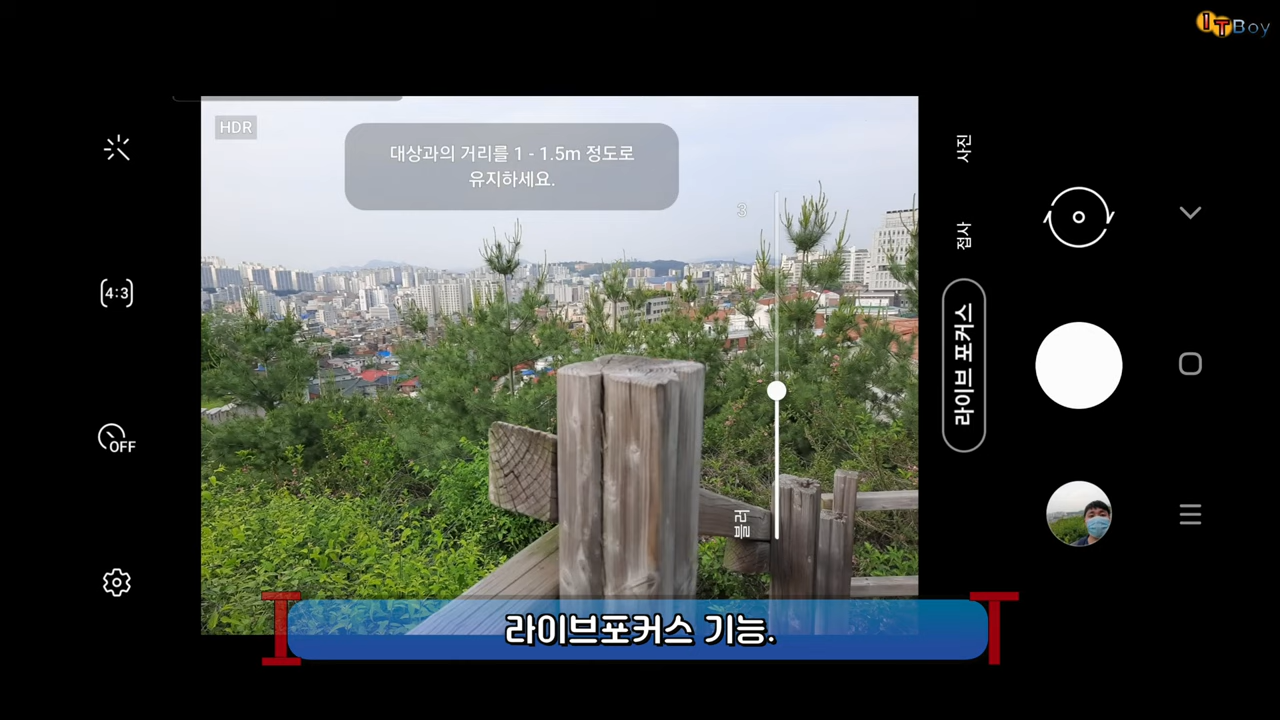 ITBoy
HDR
대상과의 거리를 1 - 1.5m 정도로
유지하세요.
3
사진
접사
4:3
라이브 포커스
OFF
블러
라이브포커스 기능.